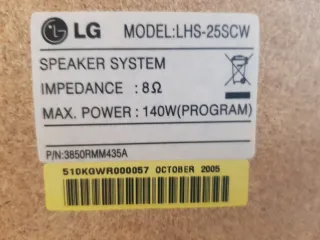 LG MODEL:LHS-25SCW
SPEAKER SYSTEM
IMPEDANCE : 8Ω
MAX. POWER : 140W(PROGRAM)
P/N:3850RMM435A
510KGWR000057 OCTOBER 2005